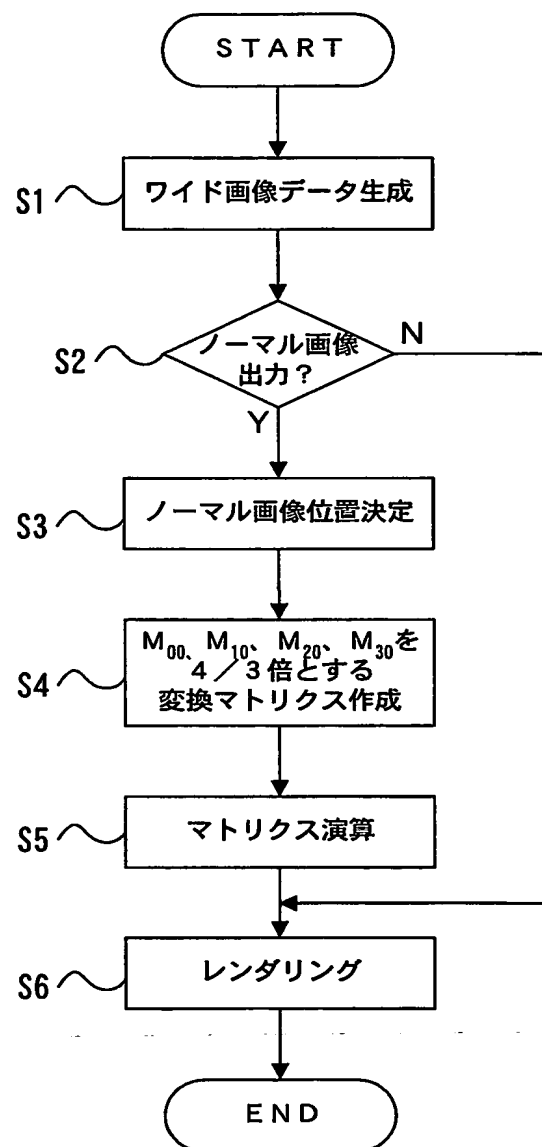 START
S1
ワイド画像データ生成
S2
ノーマル画像
出力?
N
Y
S3
ノーマル画像位置決定
S4
M00、M10、M20、M30を
4/3倍とする
変換マトリクス作成
S5
マトリクス演算
S6
レンダリング
END